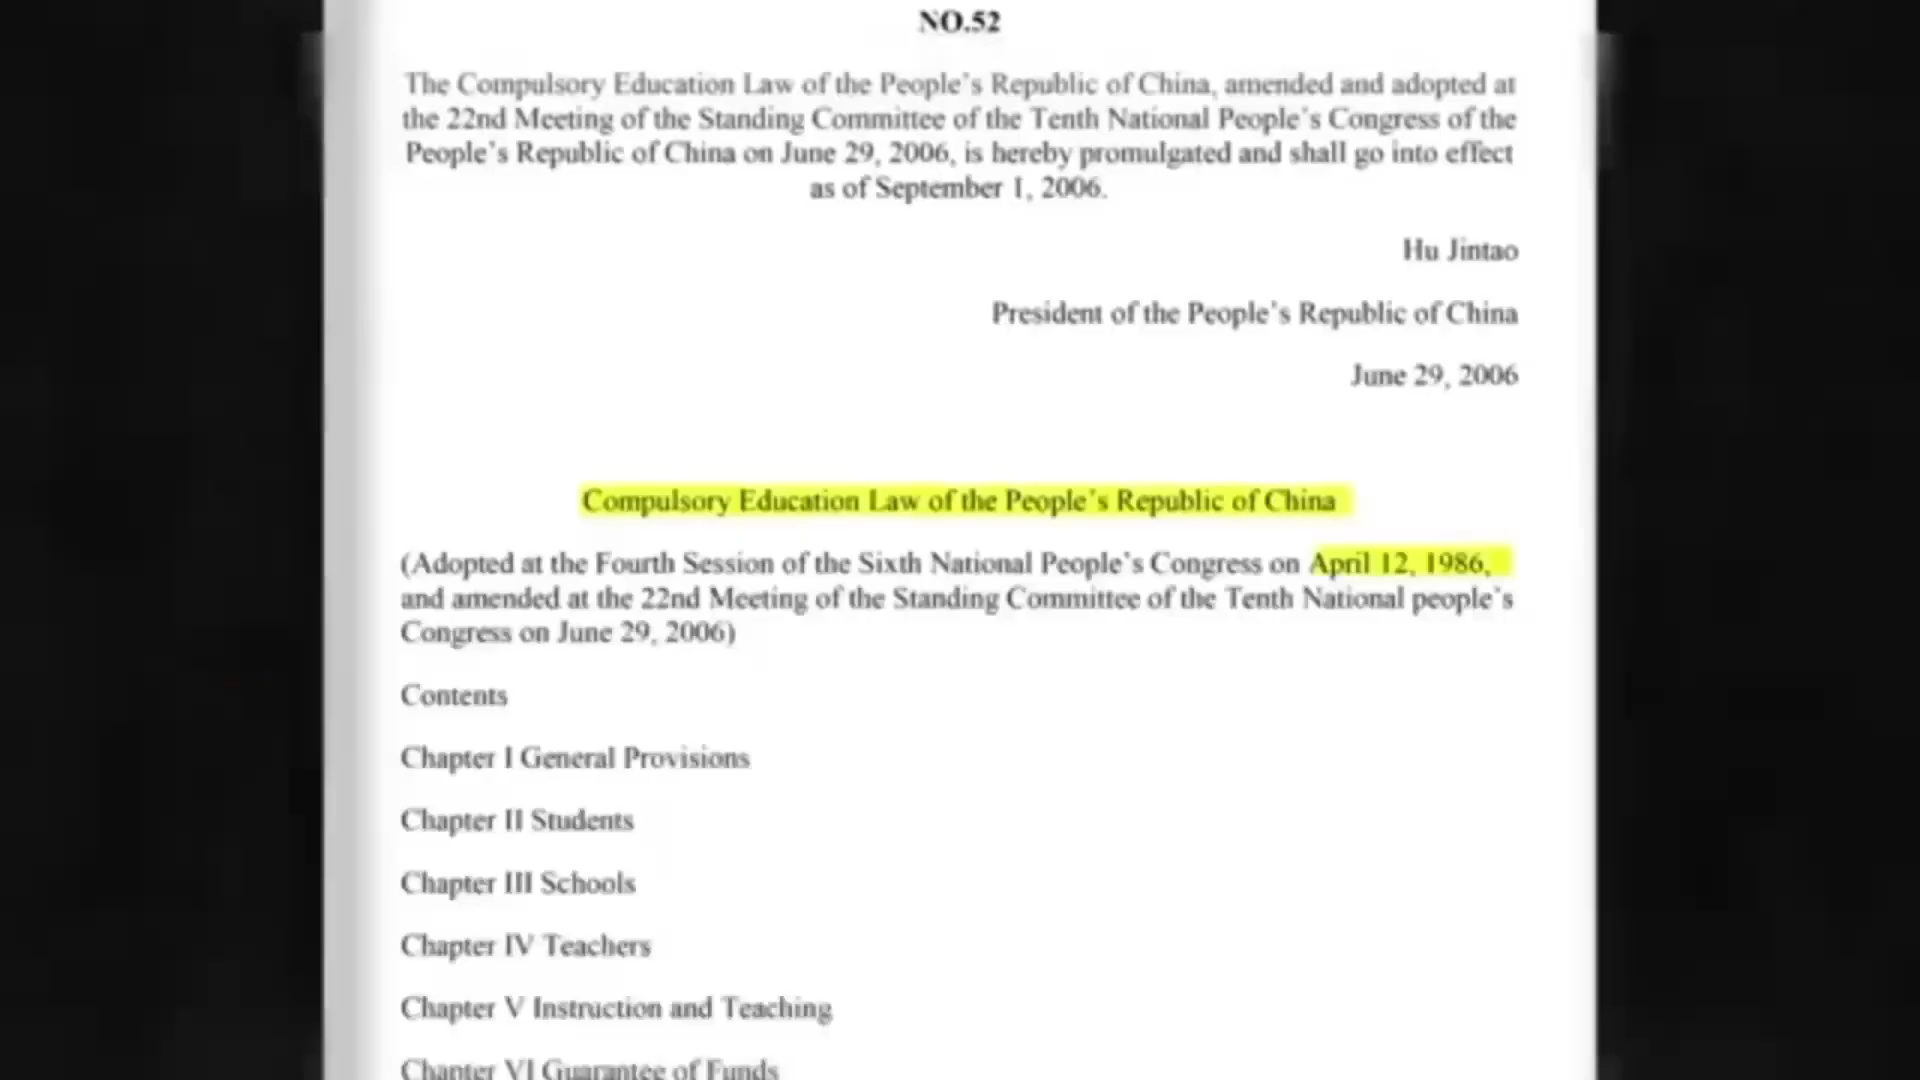 NO.52
The Compulsory Education Law of the People's Republic of China, amended and adopted at
the 22nd Meeting of the Standing Committee of the Tenth National People's Congress of the
People's Republic of China on June 29, 2006, is hereby promulgated and shall go into effect
as of September 1, 2006.
Hu Jintao
President of the People's Republic of China
June 29, 2006
Compulsory Education Law of the People's Republic of China
(Adopted at the Fourth Session of the Sixth National People's Congress on April 12, 1986,
and amended at the 22nd Meeting of the Standing Committee of the Tenth National people's
Congress on June 29, 2006)
Contents
Chapter I General Provisions
Chapter II Students
Chapter III Schools
Chapter IV Teachers
Chapter V Instruction and Teaching
Chapter VI Guarantee of Funds